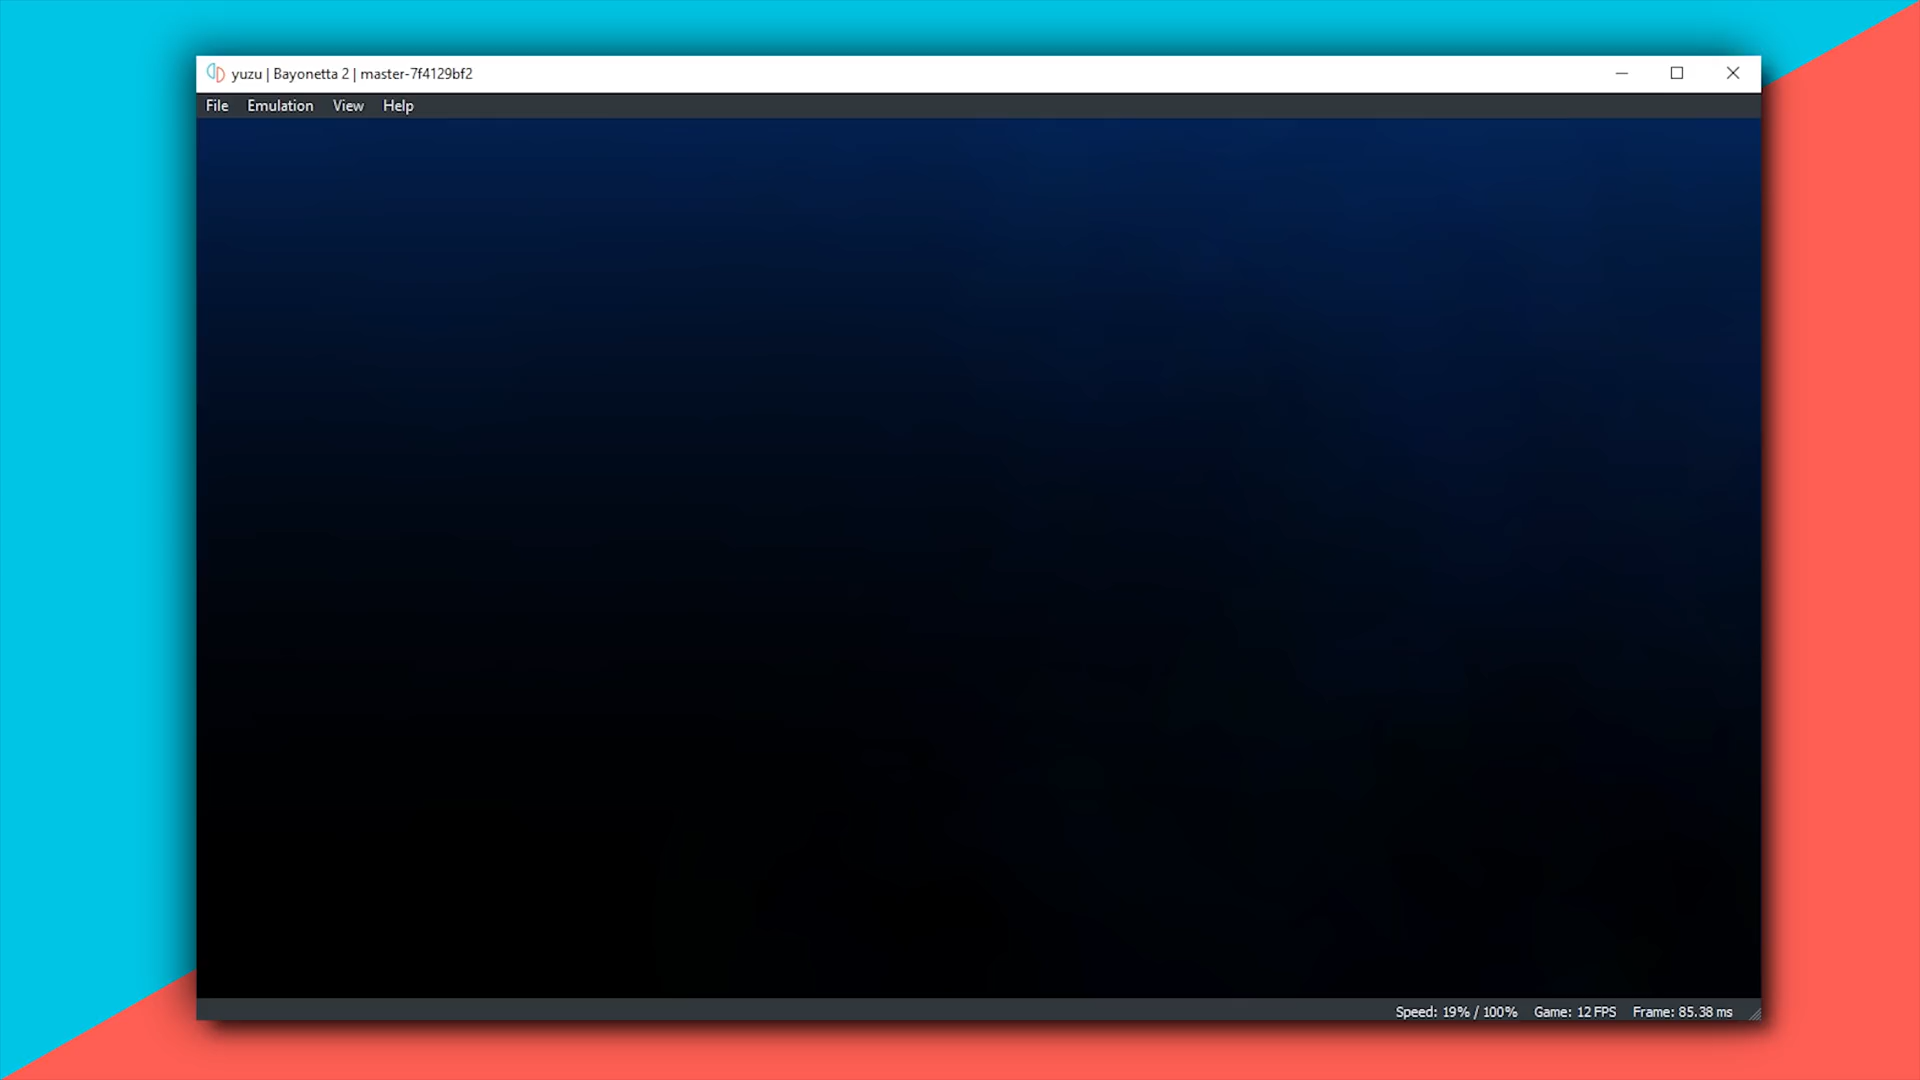 yuzu | Bayonetta 2 | master-7f4129bf2
File Emulation View Help
Speed: 19% / 100% Game: 12 FPS Frame: 85.38 ms